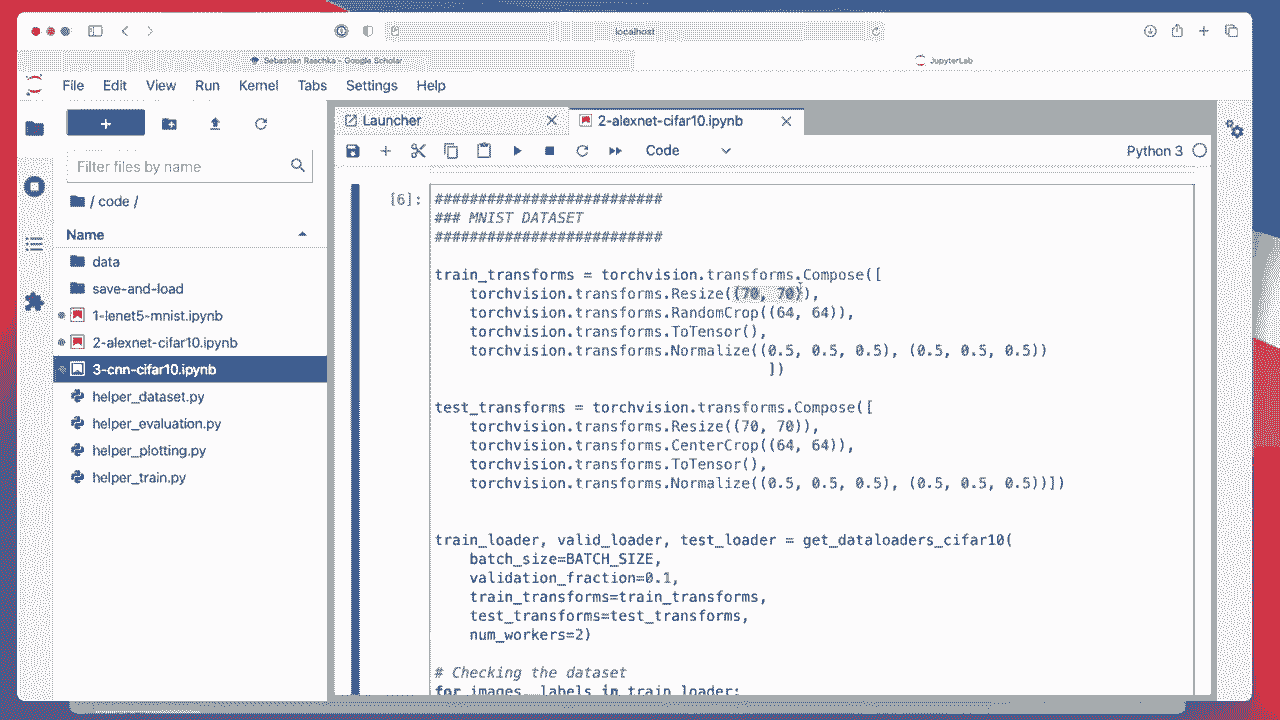 localhost
Sebastian Raschka - Google Scholar
JupyterLab
File Edit View Run Kernel Tabs Settings Help
Launcher
2-alexnet-cifar10.ipynb
Code
Python 3
Filter files by name
/ code /
Name
data
save-and-load
1-lenet5-mnist.ipynb
2-alexnet-cifar10.ipynb
3-cnn-cifar10.ipynb
helper_dataset.py
helper_evaluation.py
helper_plotting.py
helper_train.py
[6]:
##########################
### MNIST DATASET
##########################
train_transforms = torchvision.transforms.Compose([
torchvision.transforms.Resize((70, 70)),
torchvision.transforms.RandomCrop((64, 64)),
torchvision.transforms.ToTensor(),
torchvision.transforms.Normalize((0.5, 0.5, 0.5), (0.5, 0.5, 0.5))
])
test_transforms = torchvision.transforms.Compose([
torchvision.transforms.Resize((70, 70)),
torchvision.transforms.CenterCrop((64, 64)),
torchvision.transforms.ToTensor(),
torchvision.transforms.Normalize((0.5, 0.5, 0.5), (0.5, 0.5, 0.5))])
train_loader, valid_loader, test_loader = get_dataloaders_cifar10(
batch_size=BATCH_SIZE,
validation_fraction=0.1,
train_transforms=train_transforms,
test_transforms=test_transforms,
num_workers=2)
# Checking the dataset
for images, labels in train_loader: